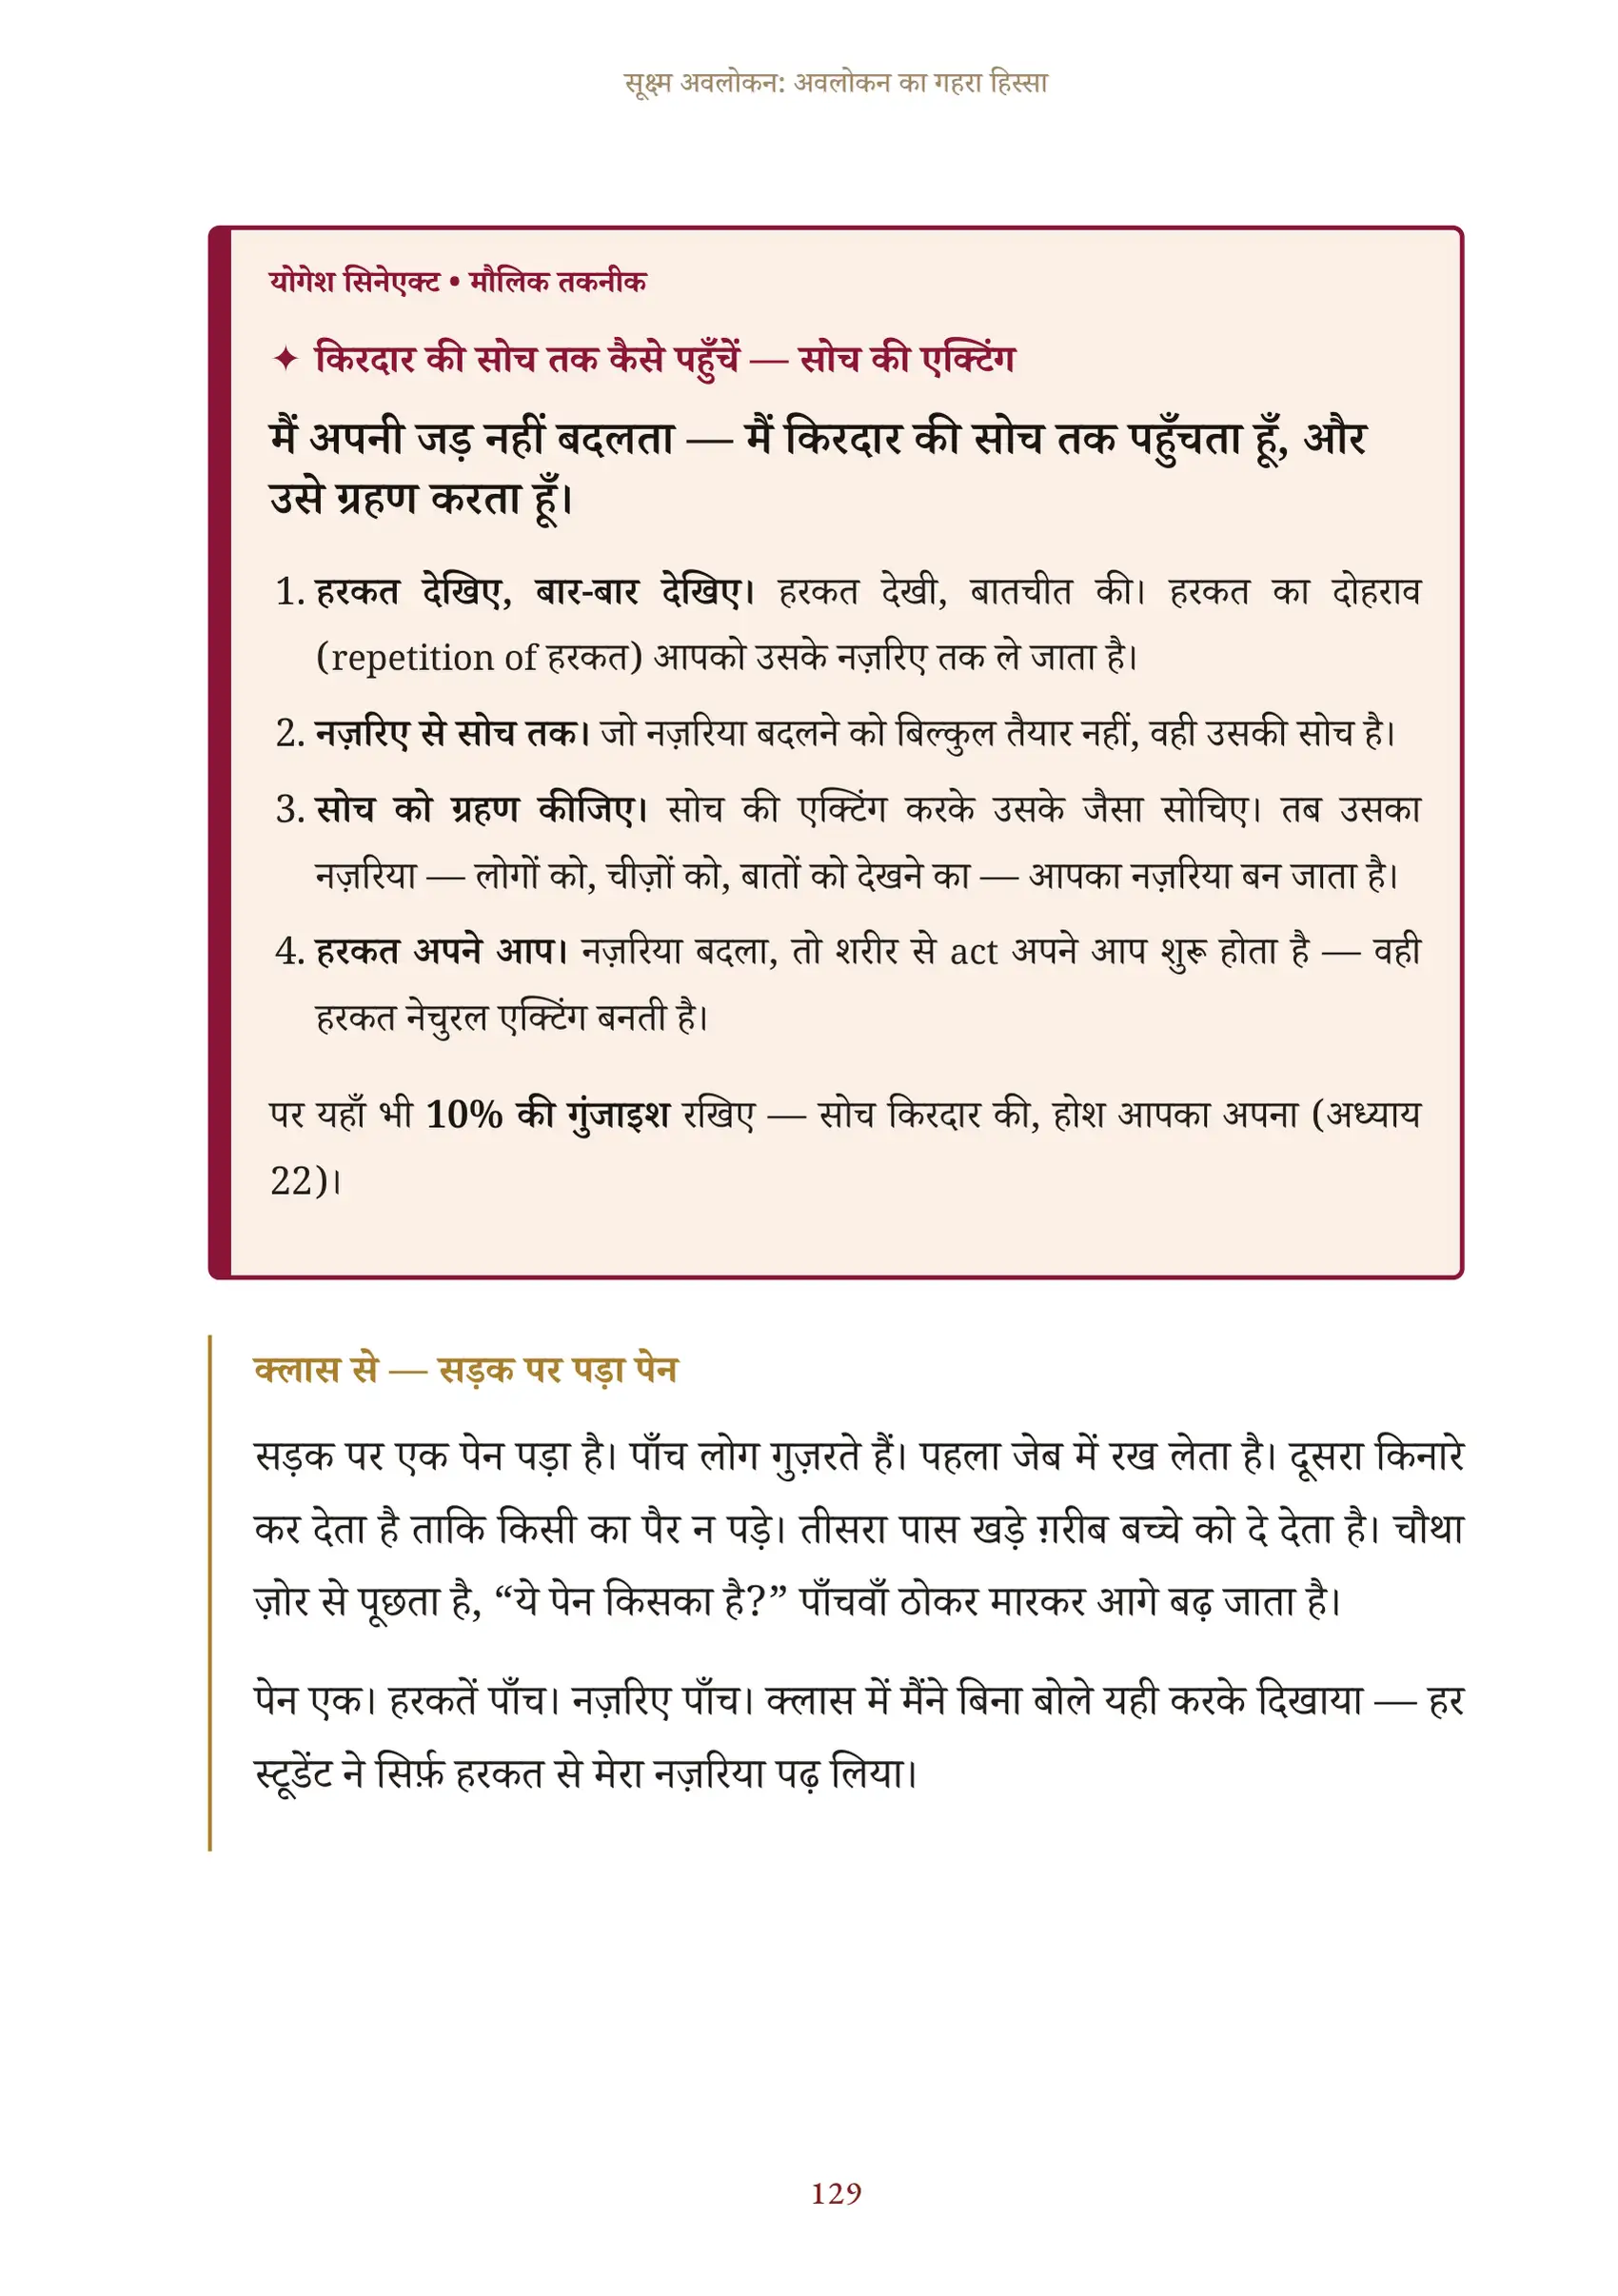 सूक्ष्म अवलोकन: अवलोकन का गहरा हिस्सा
योगेश सिनेएक्ट • मौलिक तकनीक
✦ किरदार की सोच तक कैसे पहुँचें — सोच की एक्टिंग
मैं अपनी जड़ नहीं बदलता — मैं किरदार की सोच तक पहुँचता हूँ, और
उसे ग्रहण करता हूँ।
1. हरकत देखिए, बार-बार देखिए। हरकत देखी, बातचीत की। हरकत का दोहराव
(repetition of हरकत) आपको उसके नज़रिए तक ले जाता है।
2. नज़रिए से सोच तक। जो नज़रिया बदलने को बिल्कुल तैयार नहीं, वही उसकी सोच है।
3. सोच को ग्रहण कीजिए। सोच की एक्टिंग करके उसके जैसा सोचिए। तब उसका
नज़रिया — लोगों को, चीज़ों को, बातों को देखने का — आपका नज़रिया बन जाता है।
4. हरकत अपने आप। नज़रिया बदला, तो शरीर से act अपने आप शुरू होता है — वही
हरकत नेचुरल एक्टिंग बनती है।
पर यहाँ भी 10% की गुंजाइश रखिए — सोच किरदार की, होश आपका अपना (अध्याय
22)।
क्लास से — सड़क पर पड़ा पेन
सड़क पर एक पेन पड़ा है। पाँच लोग गुज़रते हैं। पहला जेब में रख लेता है। दूसरा किनारे
कर देता है ताकि किसी का पैर न पड़े। तीसरा पास खड़े ग़रीब बच्चे को दे देता है। चौथा
ज़ोर से पूछता है, “ये पेन किसका है?” पाँचवाँ ठोकर मारकर आगे बढ़ जाता है।
पेन एक। हरकतें पाँच। नज़रिए पाँच। क्लास में मैंने बिना बोले यही करके दिखाया — हर
स्टूडेंट ने सिर्फ़ हरकत से मेरा नज़रिया पढ़ लिया।
129